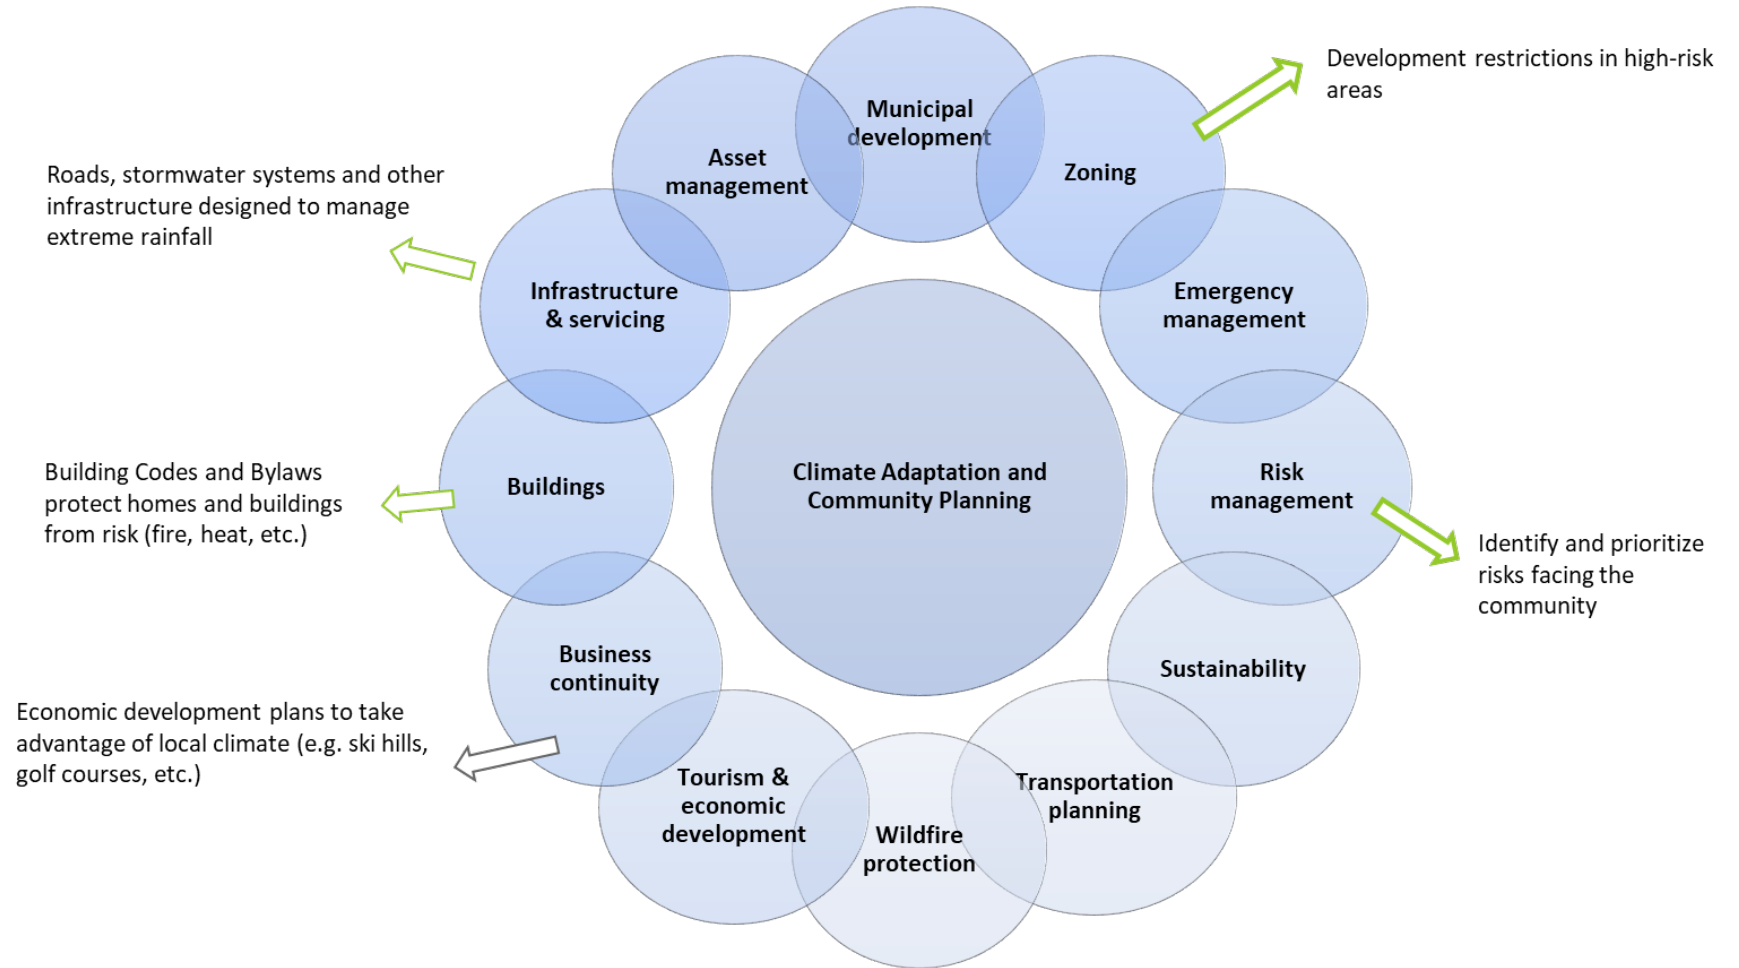 Municipal
development
Zoning
Development restrictions in high-risk
areas
Emergency
management
Risk
management
Identify and prioritize
risks facing the
community
Sustainability
Transportation
planning
Wildfire
protection
Tourism &
economic
development
Business
continuity
Economic development plans to take
advantage of local climate (e.g. ski hills,
golf courses, etc.)
Buildings
Building Codes and Bylaws
protect homes and buildings
from risk (fire, heat, etc.)
Infrastructure
& servicing
Roads, stormwater systems and other
infrastructure designed to manage
extreme rainfall
Asset
management
Climate Adaptation and
Community Planning